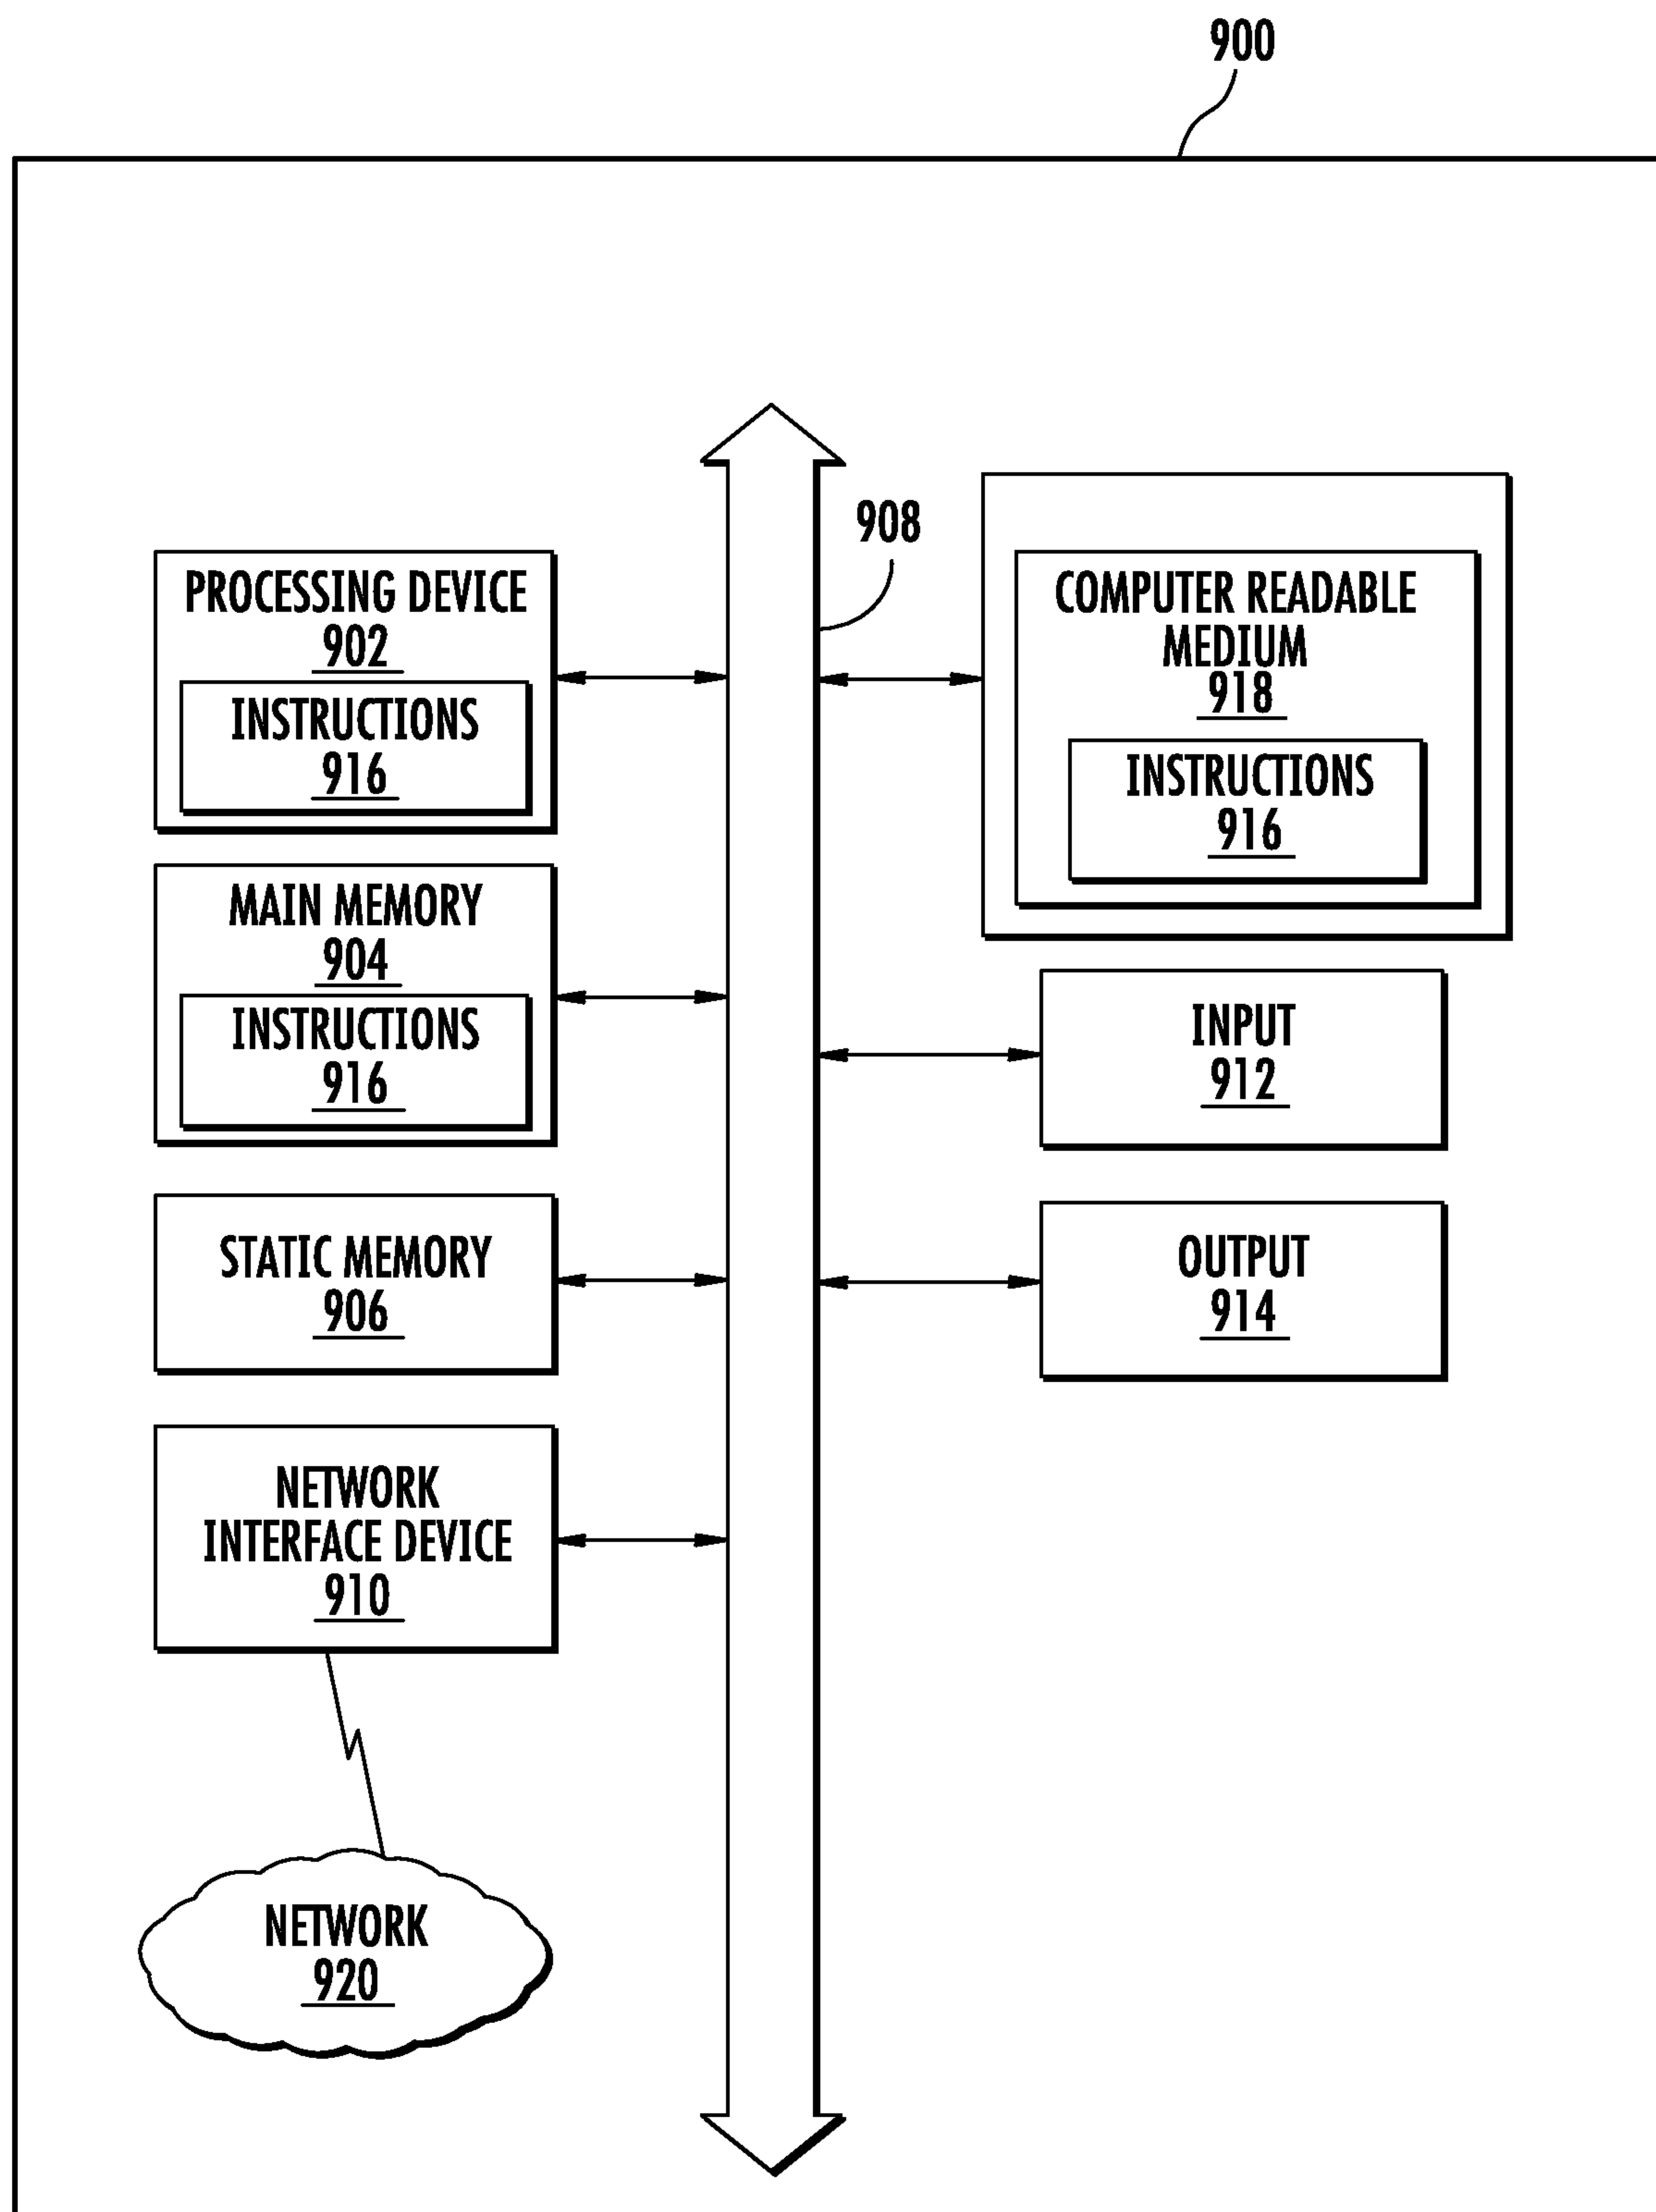 900
908
PROCESSING DEVICE
902
INSTRUCTIONS
916
MAIN MEMORY
904
INSTRUCTIONS
916
STATIC MEMORY
906
NETWORK
INTERFACE DEVICE
910
NETWORK
920
COMPUTER READABLE
MEDIUM
918
INSTRUCTIONS
916
INPUT
912
OUTPUT
914